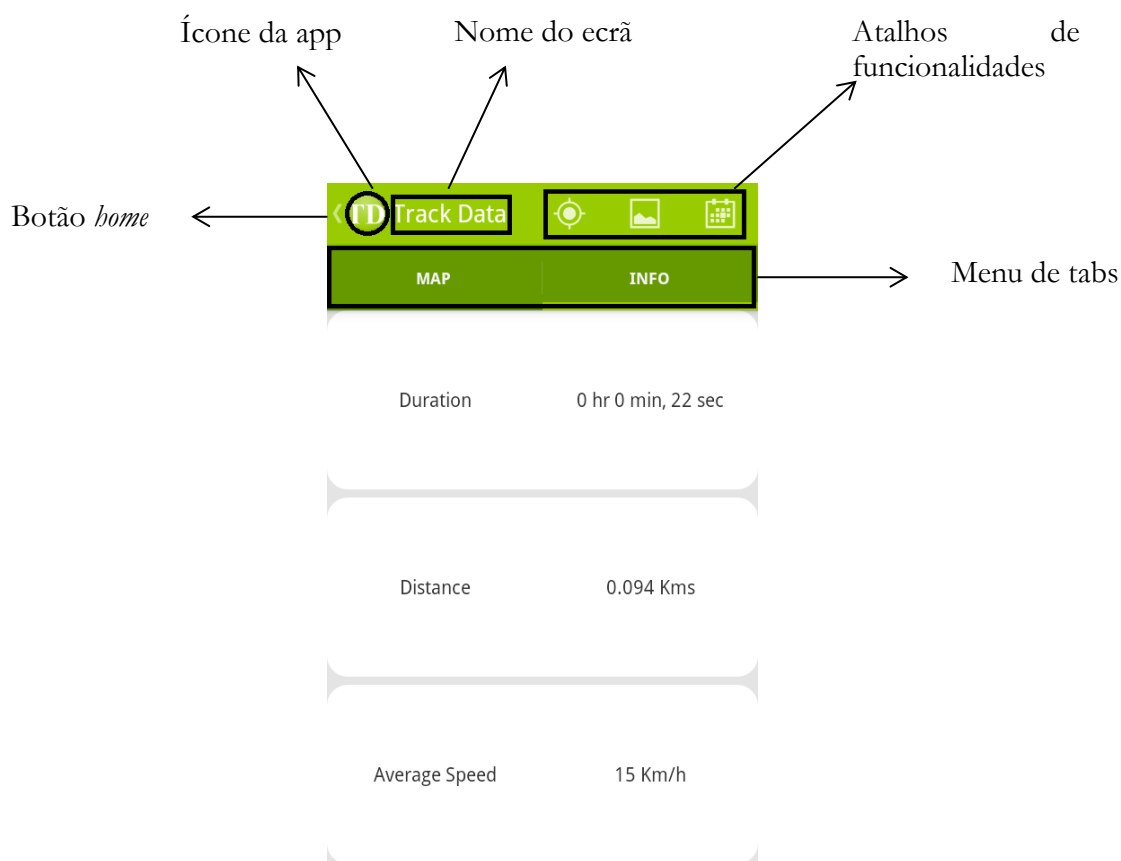 Ícone da app
Nome do ecrã
Atalhos de
funcionalidades
Botão home
TD Track Data
Menu de tabs
MAP INFO
Duration 0 hr 0 min, 22 sec
Distance 0.094 Kms
Average Speed 15 Km/h